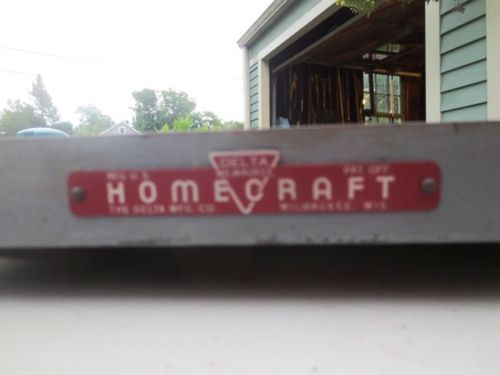 DELTA
MILWAUKEE
REG. U.S. PAT. OFF.
HOMECRAFT
THE DELTA MFG. CO. MILWAUKEE, WIS.